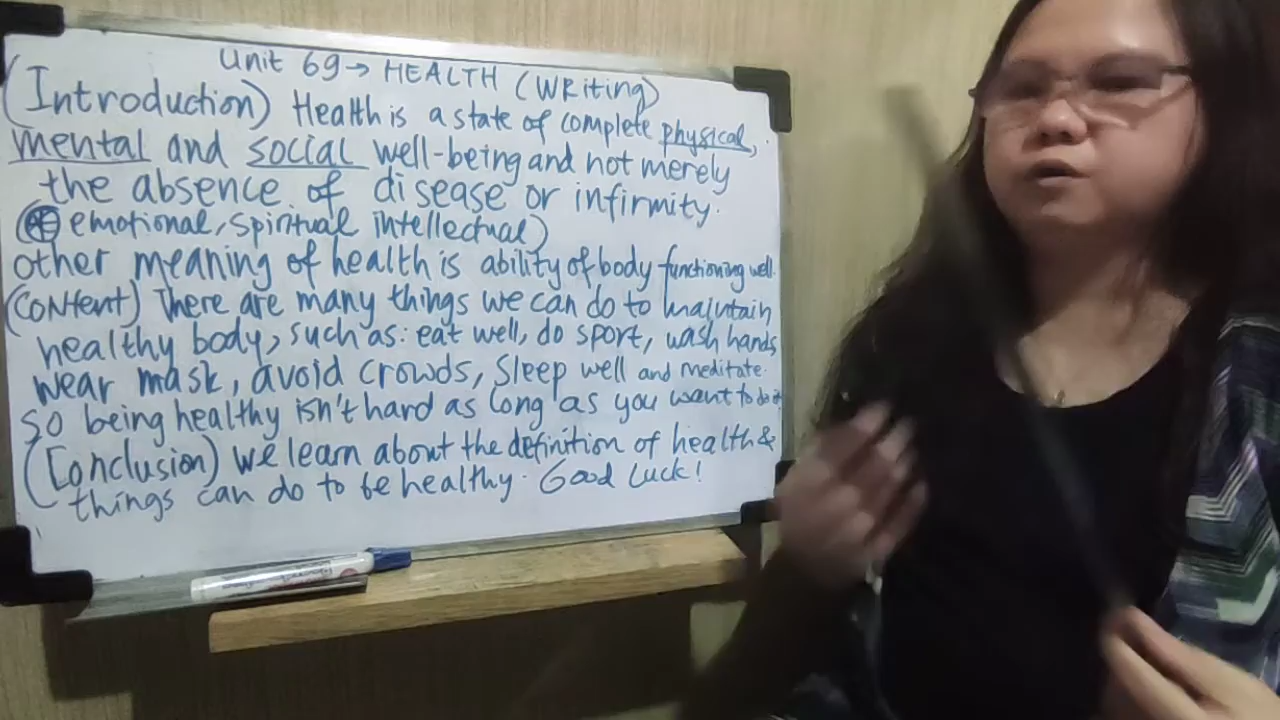 Unit 69 → HEALTH (Writing)
(Introduction) Health is a state of complete physical,
mental and social well-being and not merely
the absence of disease or infirmity.
(+ emotional, spiritual intellectual)
other meaning of health is ability of body functioning well.
(CONtent) There are many things we can do to maintain
healthy body, such as: eat well, do sport, wash hands
wear mask, avoid crowds, sleep well and meditate.
So being healthy isn't hard as long as you want to do it
(Conclusion) we learn about the definition of health &
things can do to be healthy. Good Luck!